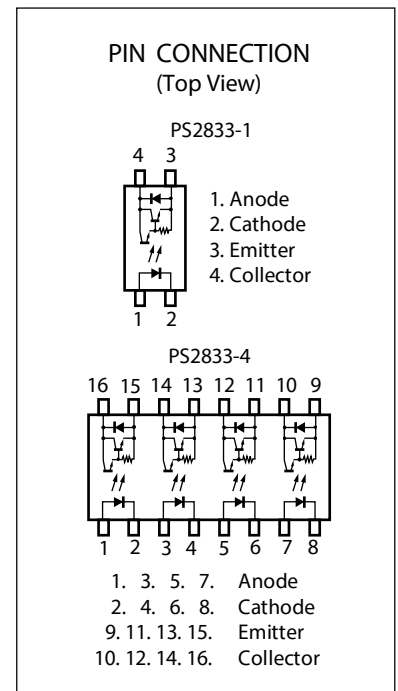 PIN CONNECTION
(Top View)
PS2833-1
4 3
1. Anode
2. Cathode
3. Emitter
4. Collector
1 2
PS2833-4
16 15 14 13 12 11 10 9
1 2 3 4 5 6 7 8
1. 3. 5. 7. Anode
2. 4. 6. 8. Cathode
9. 11. 13. 15. Emitter
10. 12. 14. 16. Collector